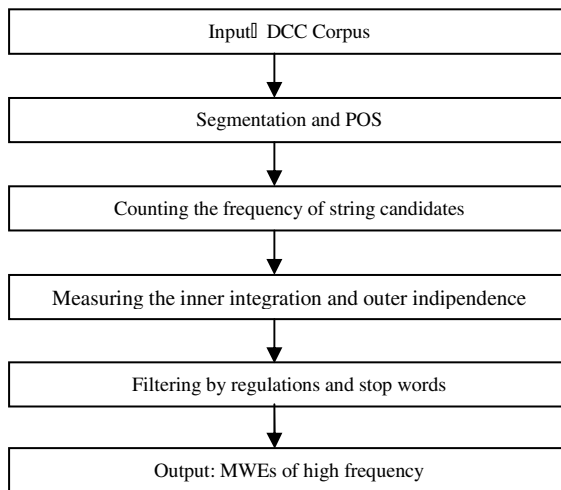 Input▯ DCC Corpus
Segmentation and POS
Counting the frequency of string candidates
Measuring the inner integration and outer indipendence
Filtering by regulations and stop words
Output: MWEs of high frequency